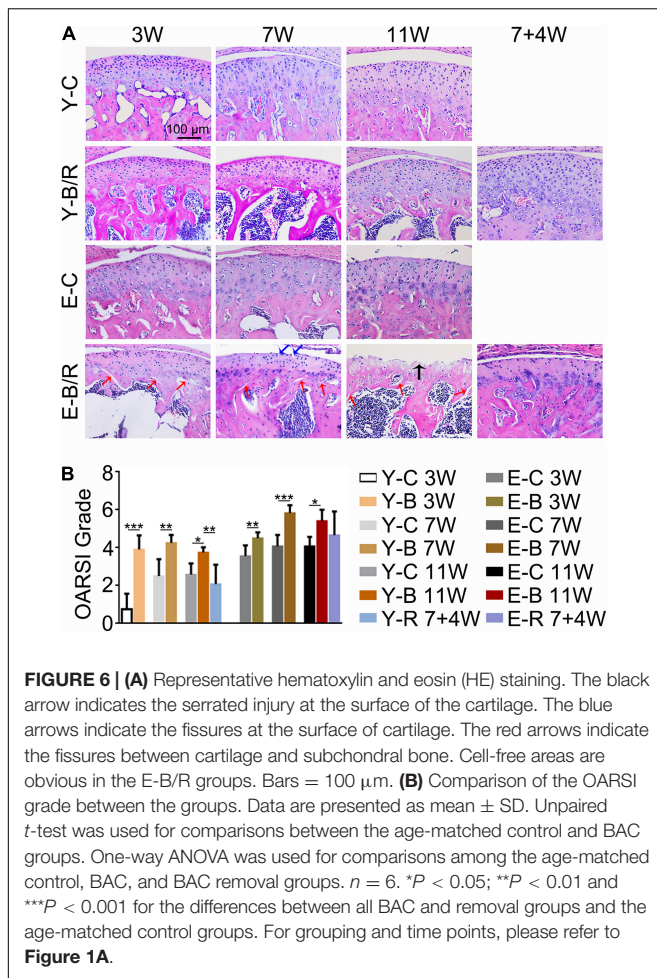 A
3W 7W 11W 7+4W
Y-C
100 μm
Y-B/R
E-C
E-B/R
B
OARSI Grade
8
6
4
2
0
*** ** * ** ** *** *
Y-C 3W E-C 3W
Y-B 3W E-B 3W
Y-C 7W E-C 7W
Y-B 7W E-B 7W
Y-C 11W E-C 11W
Y-B 11W E-B 11W
Y-R 7+4W E-R 7+4W
FIGURE 6 | (A) Representative hematoxylin and eosin (HE) staining. The black
arrow indicates the serrated injury at the surface of the cartilage. The blue
arrows indicate the fissures at the surface of cartilage. The red arrows indicate
the fissures between cartilage and subchondral bone. Cell-free areas are
obvious in the E-B/R groups. Bars = 100 μm. (B) Comparison of the OARSI
grade between the groups. Data are presented as mean ± SD. Unpaired
t-test was used for comparisons between the age-matched control and BAC
groups. One-way ANOVA was used for comparisons among the age-matched
control, BAC, and BAC removal groups. n = 6. *P < 0.05; **P < 0.01 and
***P < 0.001 for the differences between all BAC and removal groups and the
age-matched control groups. For grouping and time points, please refer to
Figure 1A.